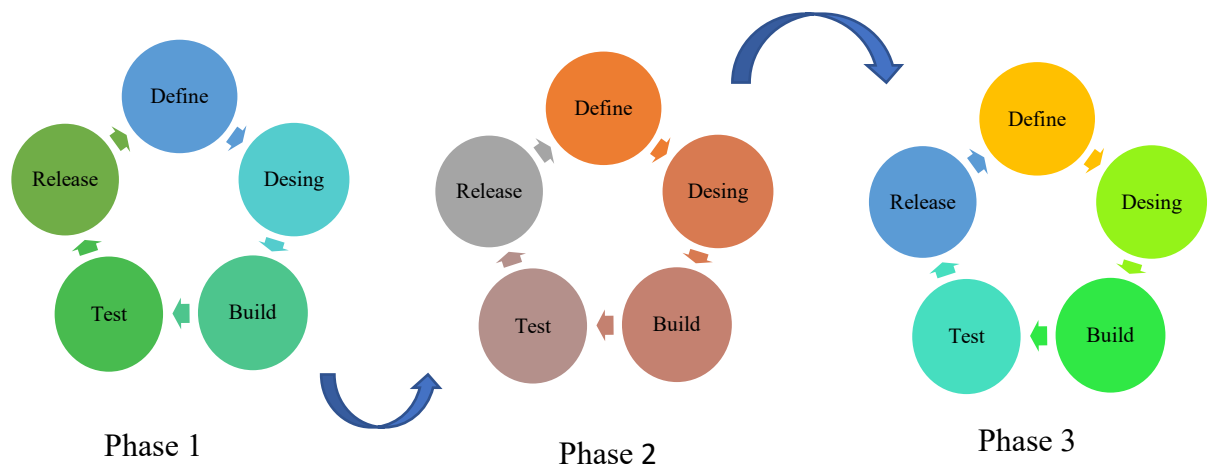 Define
Desing
Build
Test
Release
Phase 1
Define
Desing
Build
Test
Release
Phase 2
Define
Desing
Build
Test
Release
Phase 3